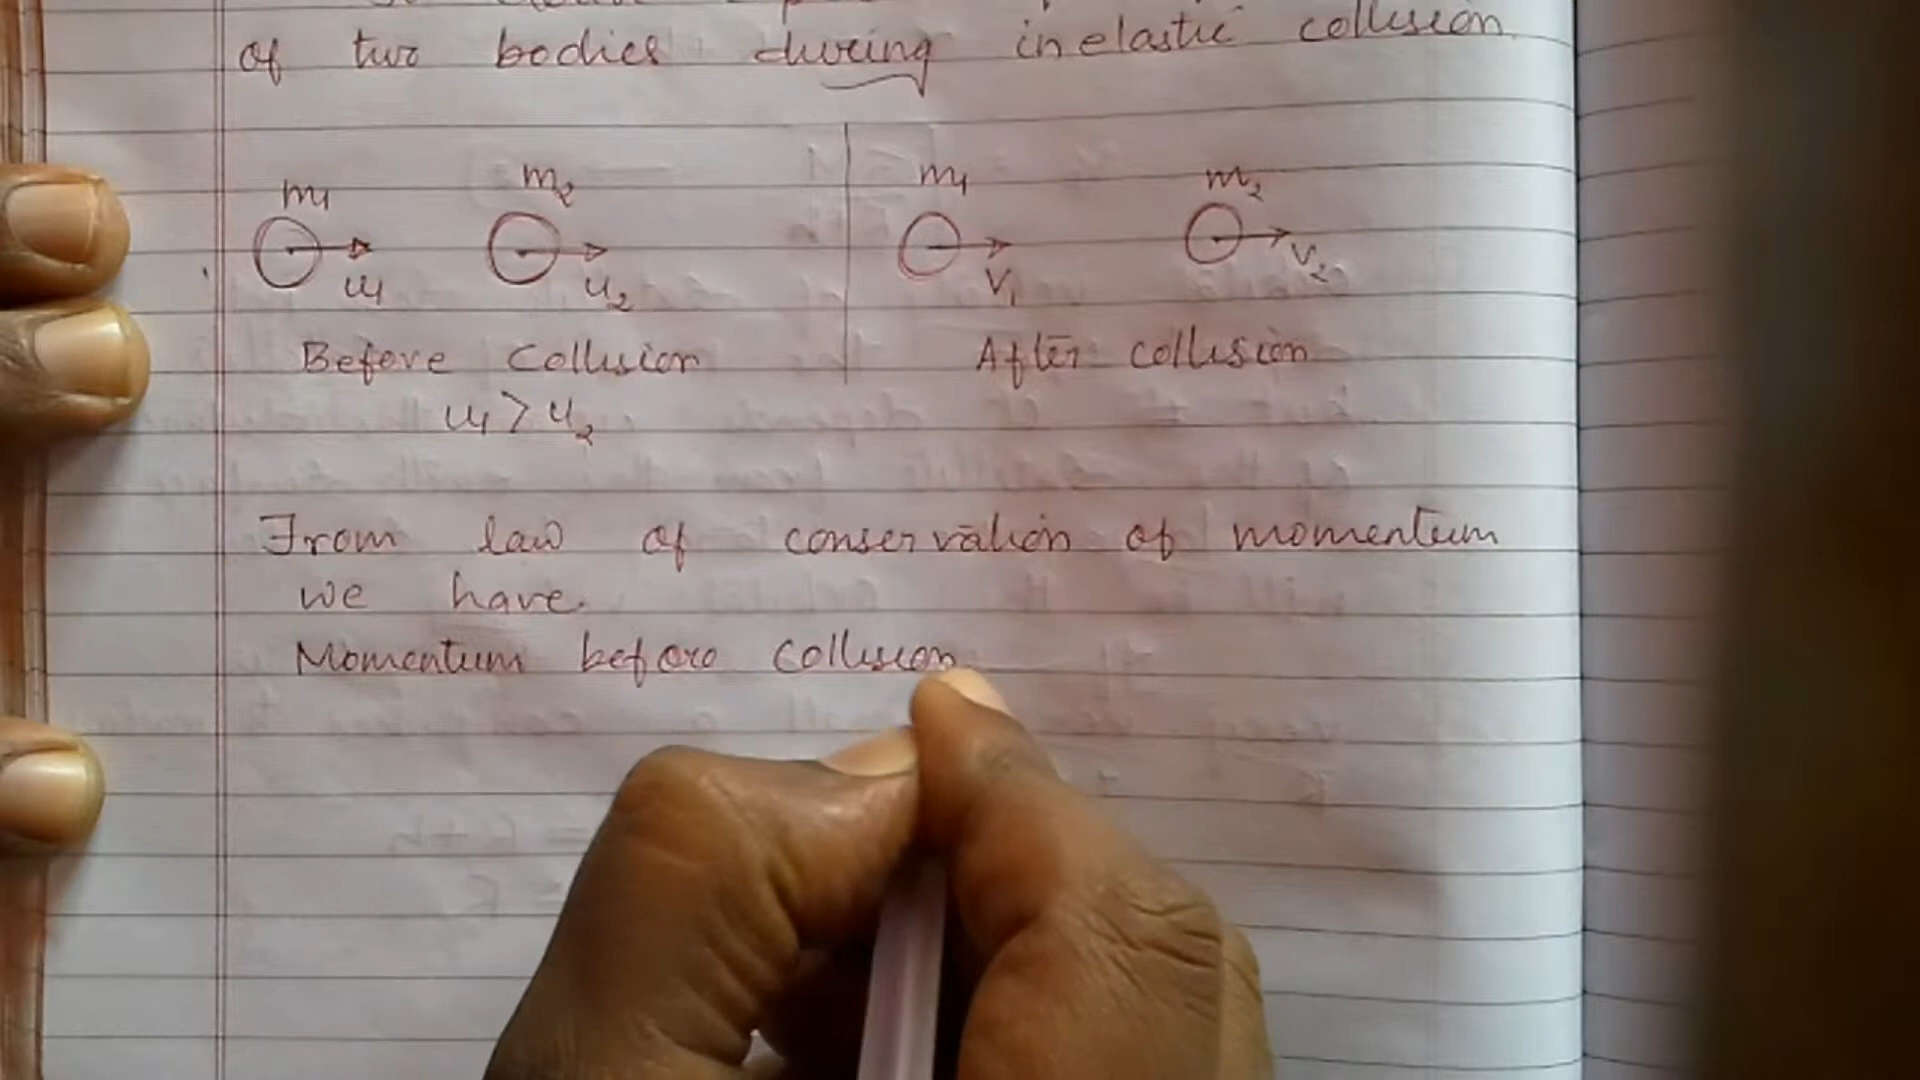 of two bodies during inelastic collision
m1 m2 m1 m2
u1 u2 V1 V2
Before Collision After collision
u1 > u2
From law of conservation of momentum
we have
Momentum before collision